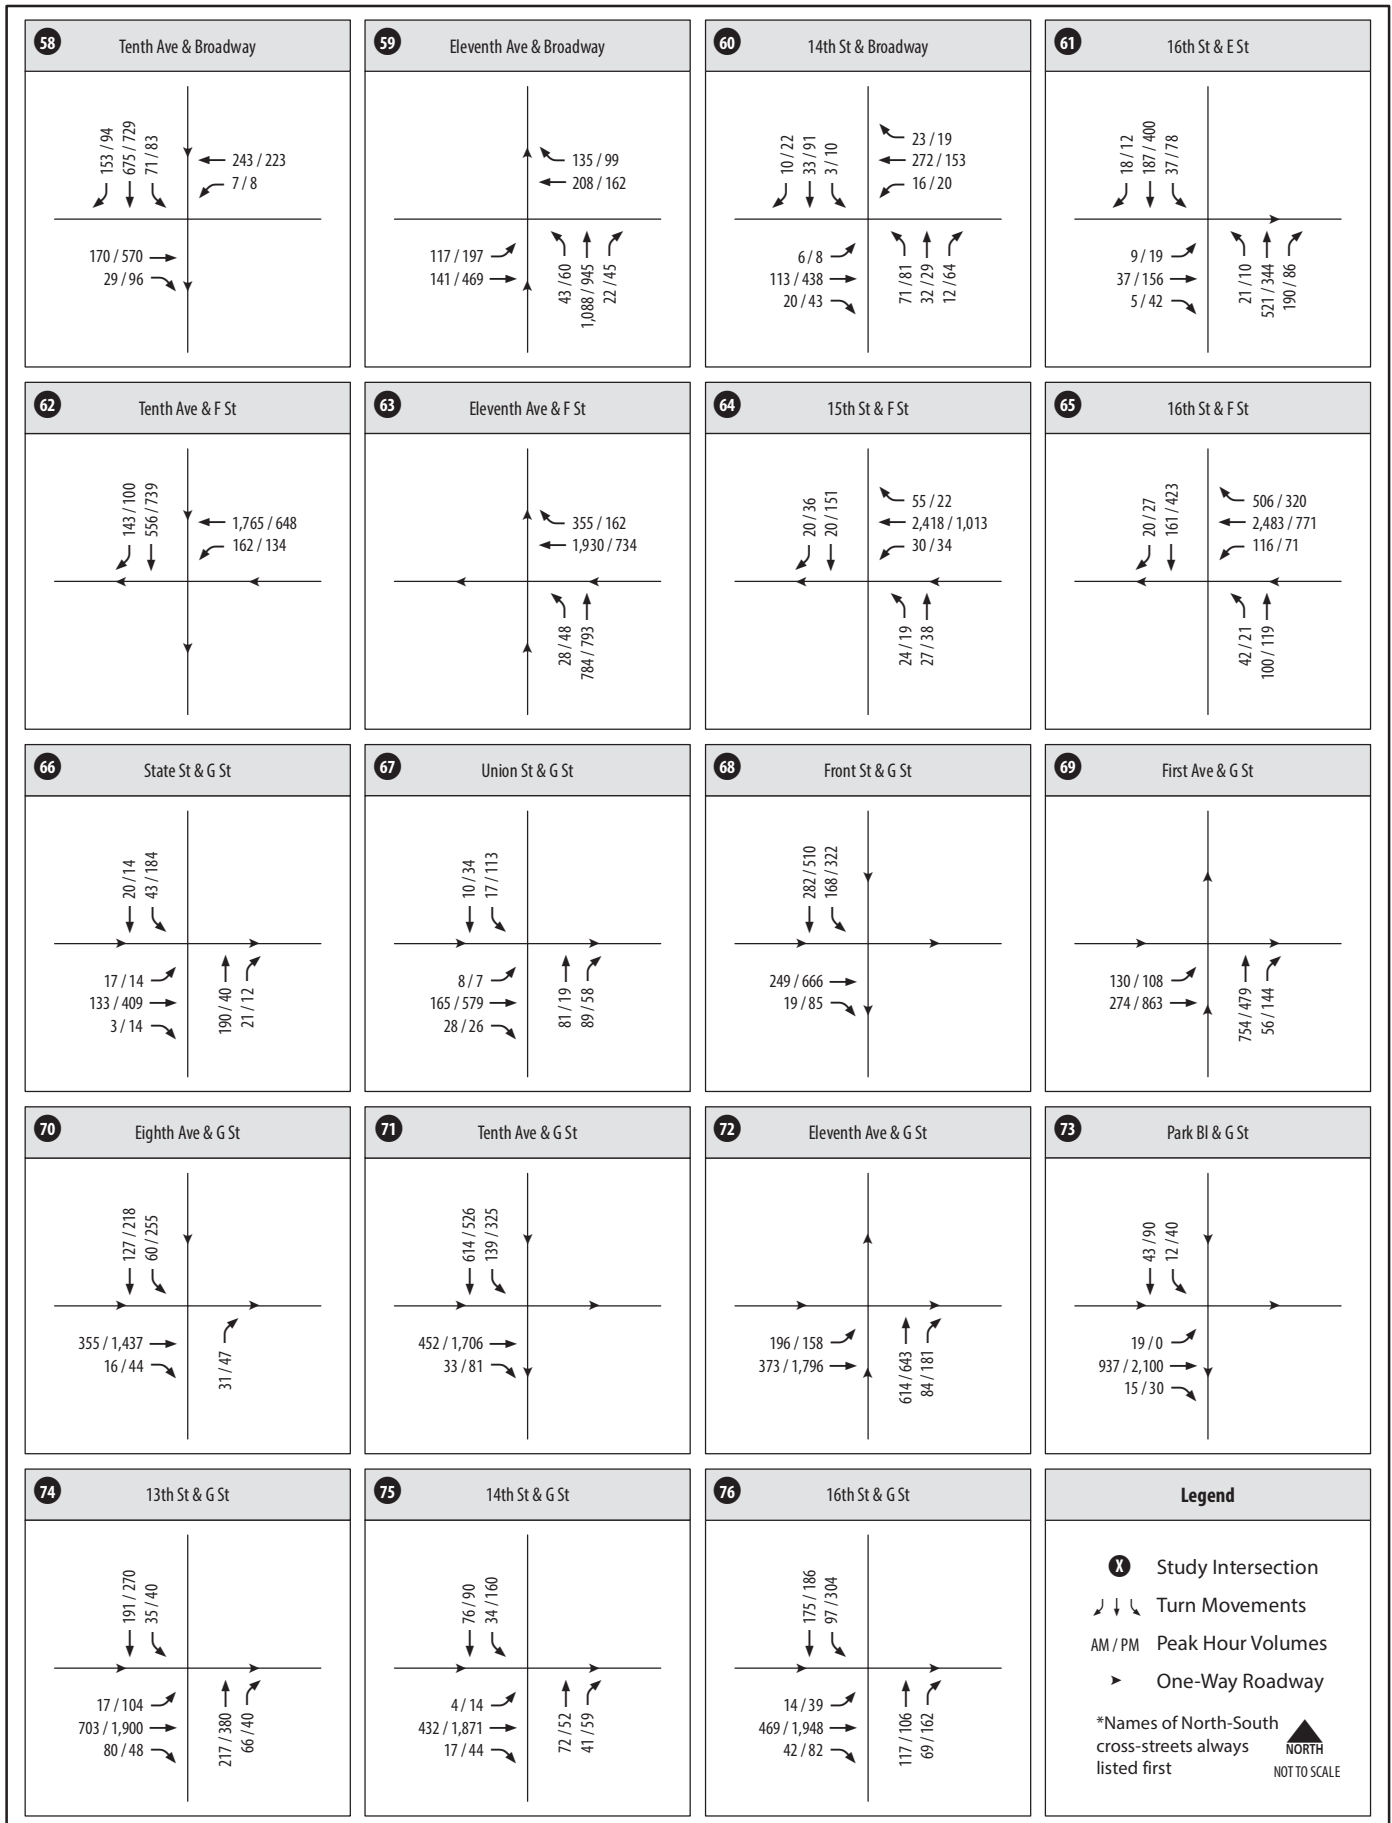 58 Tenth Ave & Broadway
153 / 94
675 / 729
71 / 83
243 / 223
7 / 8
170 / 570
29 / 96
59 Eleventh Ave & Broadway
135 / 99
208 / 162
117 / 197
141 / 469
43 / 60
1,088 / 945
22 / 45
60 14th St & Broadway
10 / 22
33 / 91
3 / 10
23 / 19
272 / 153
16 / 20
6 / 8
113 / 438
20 / 43
71 / 81
32 / 29
12 / 64
61 16th St & E St
18 / 12
187 / 400
37 / 78
9 / 19
37 / 156
5 / 42
21 / 10
521 / 344
190 / 86
62 Tenth Ave & F St
143 / 100
556 / 739
1,765 / 648
162 / 134
63 Eleventh Ave & F St
355 / 162
1,930 / 734
28 / 48
784 / 793
64 15th St & F St
20 / 36
20 / 151
55 / 22
2,418 / 1,013
30 / 34
24 / 19
27 / 38
65 16th St & F St
20 / 27
161 / 423
506 / 320
2,483 / 771
116 / 71
42 / 21
100 / 119
66 State St & G St
20 / 14
43 / 184
17 / 14
133 / 409
3 / 14
190 / 40
21 / 12
67 Union St & G St
10 / 34
17 / 113
8 / 7
165 / 579
28 / 26
81 / 19
89 / 58
68 Front St & G St
282 / 510
168 / 322
249 / 666
19 / 85
69 First Ave & G St
130 / 108
274 / 863
754 / 479
56 / 144
70 Eighth Ave & G St
127 / 218
60 / 255
355 / 1,437
16 / 44
31 / 47
71 Tenth Ave & G St
614 / 526
139 / 325
452 / 1,706
33 / 81
72 Eleventh Ave & G St
196 / 158
373 / 1,796
614 / 643
84 / 181
73 Park Bl & G St
43 / 90
12 / 40
19 / 0
937 / 2,100
15 / 30
74 13th St & G St
191 / 270
35 / 40
17 / 104
703 / 1,900
80 / 48
217 / 380
66 / 40
75 14th St & G St
76 / 90
34 / 160
4 / 14
432 / 1,871
17 / 44
72 / 52
41 / 59
76 16th St & G St
175 / 186
97 / 304
14 / 39
469 / 1,948
42 / 82
117 / 106
69 / 162
Legend
X Study Intersection
Turn Movements
AM / PM Peak Hour Volumes
One-Way Roadway
*Names of North-South
cross-streets always
listed first
NORTH
NOT TO SCALE